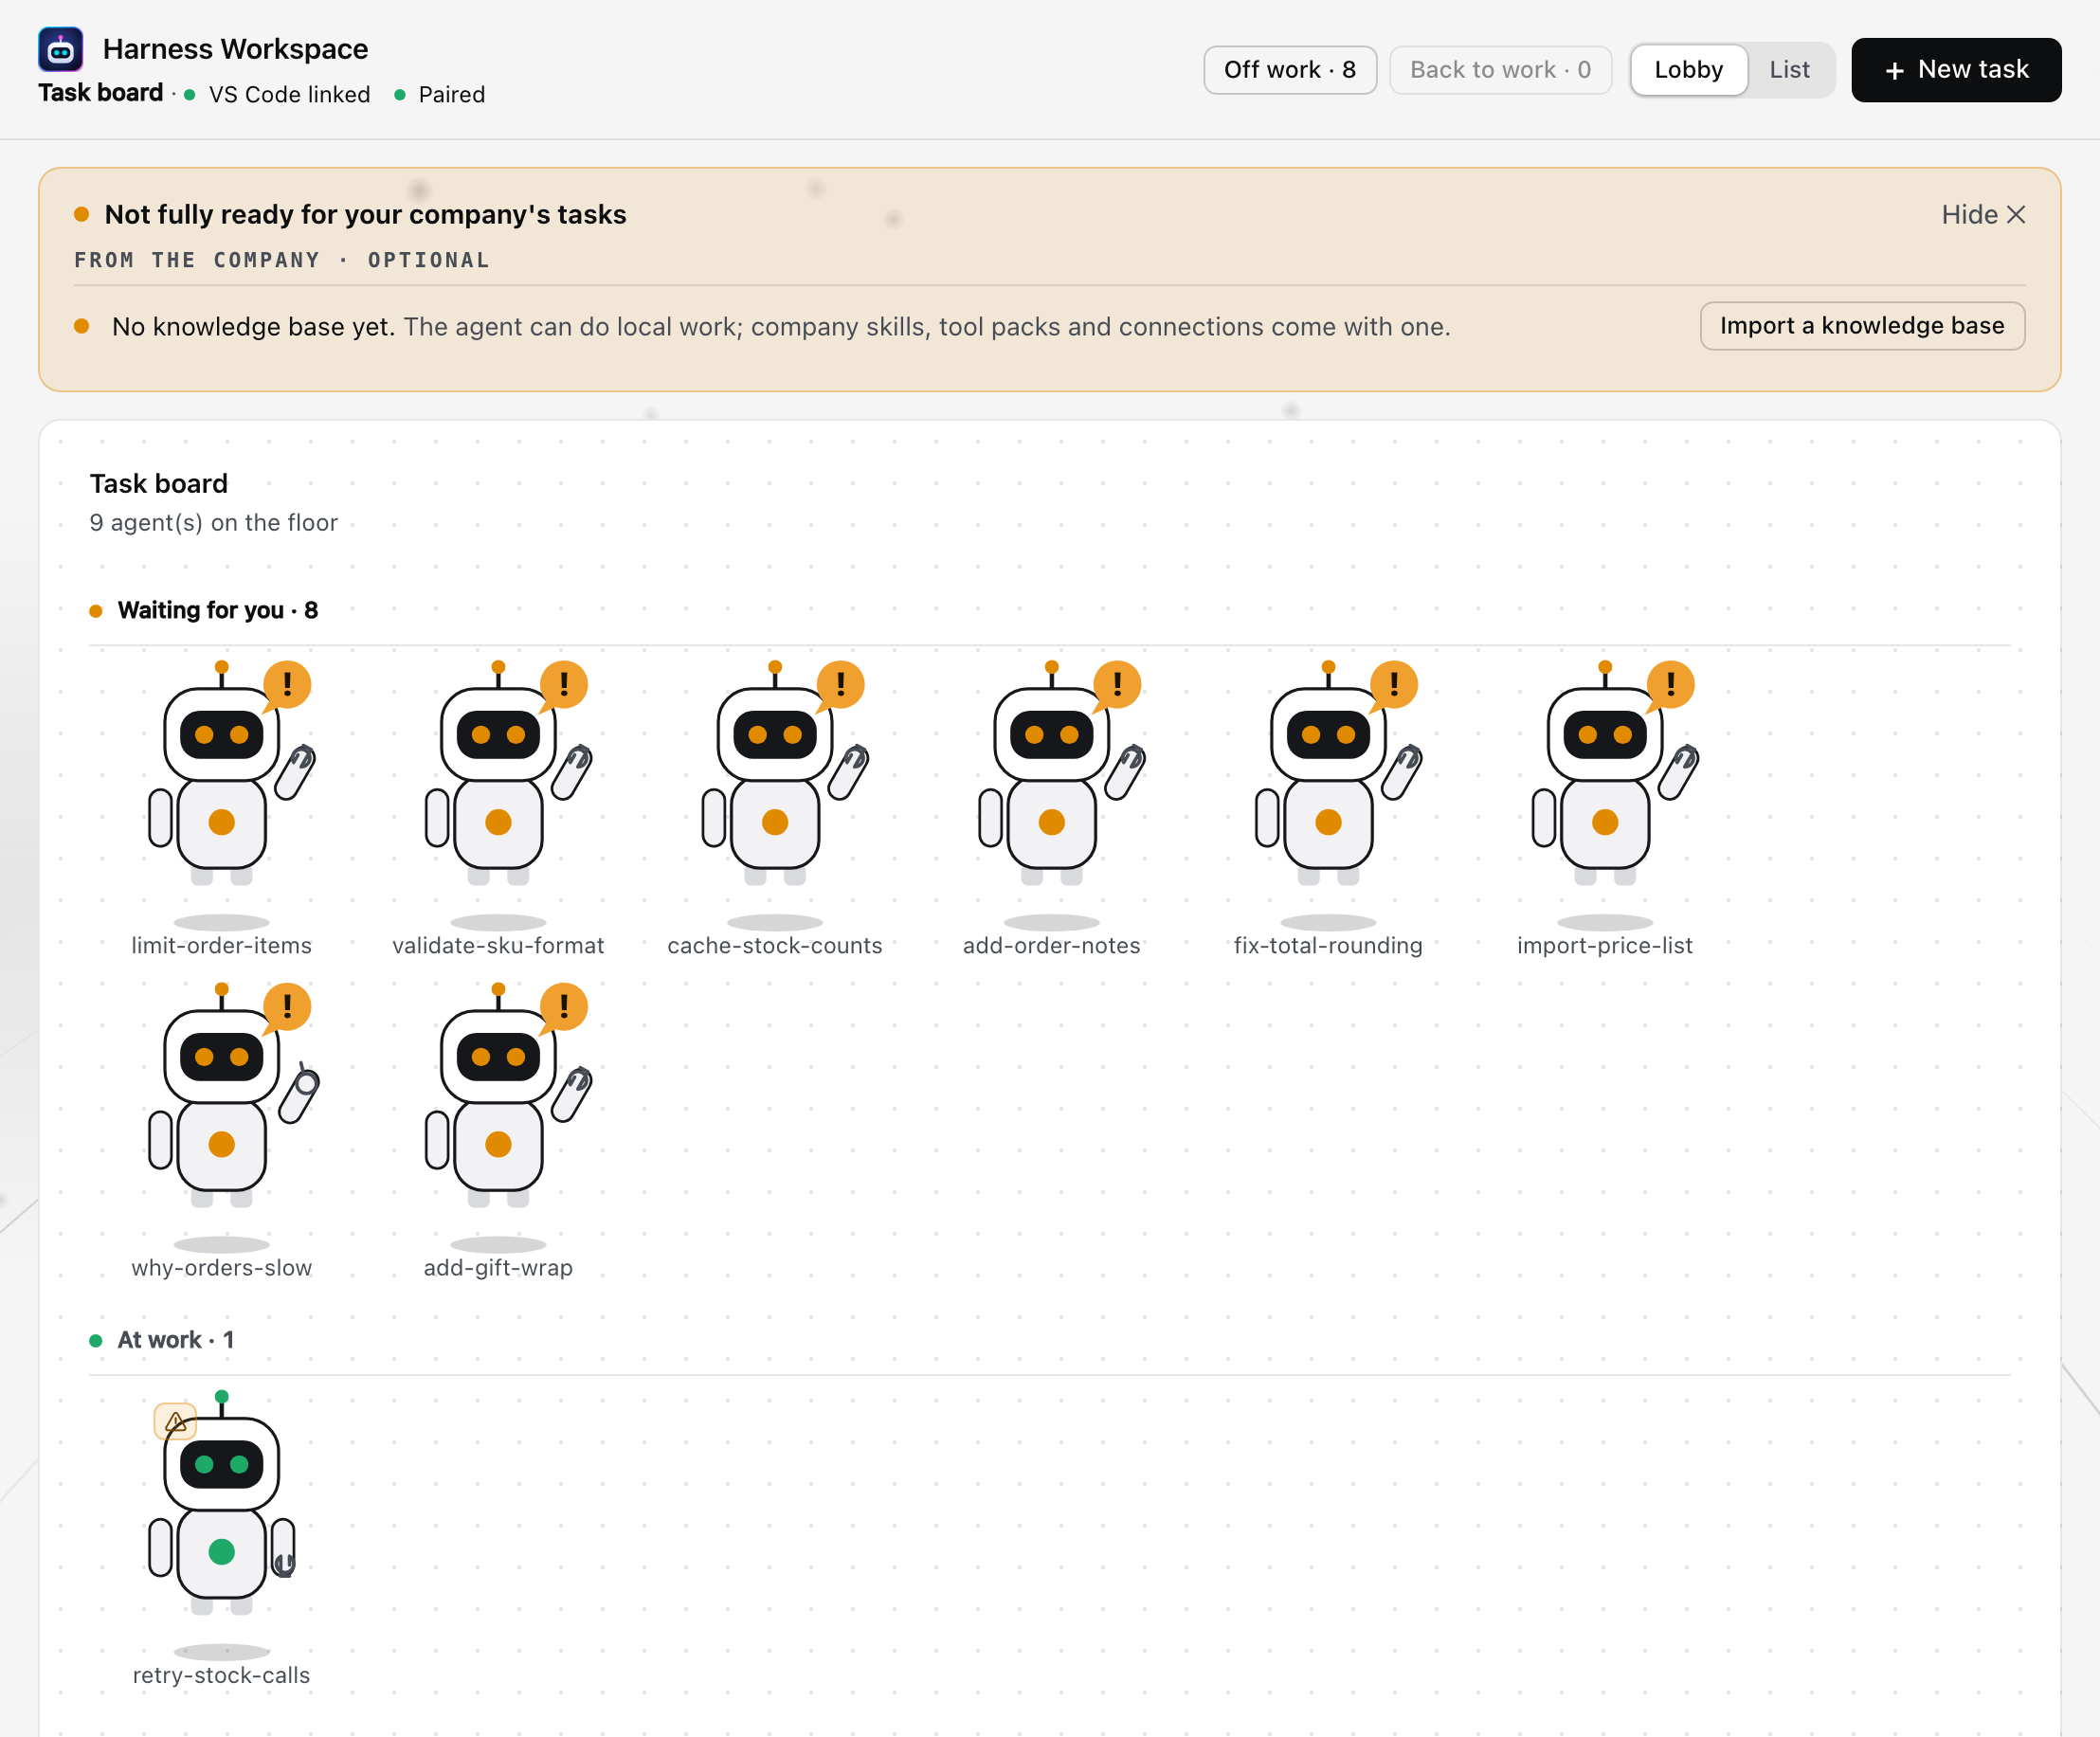 Harness Workspace
Task board · VS Code linked Paired
Off work · 8
Back to work · 0
Lobby
List
+ New task
Not fully ready for your company's tasks
Hide ×
FROM THE COMPANY · OPTIONAL
No knowledge base yet. The agent can do local work; company skills, tool packs and connections come with one.
Import a knowledge base
Task board
9 agent(s) on the floor
Waiting for you · 8
! ! ! ! ! !
limit-order-items validate-sku-format cache-stock-counts add-order-notes fix-total-rounding import-price-list
! !
why-orders-slow add-gift-wrap
At work · 1
retry-stock-calls